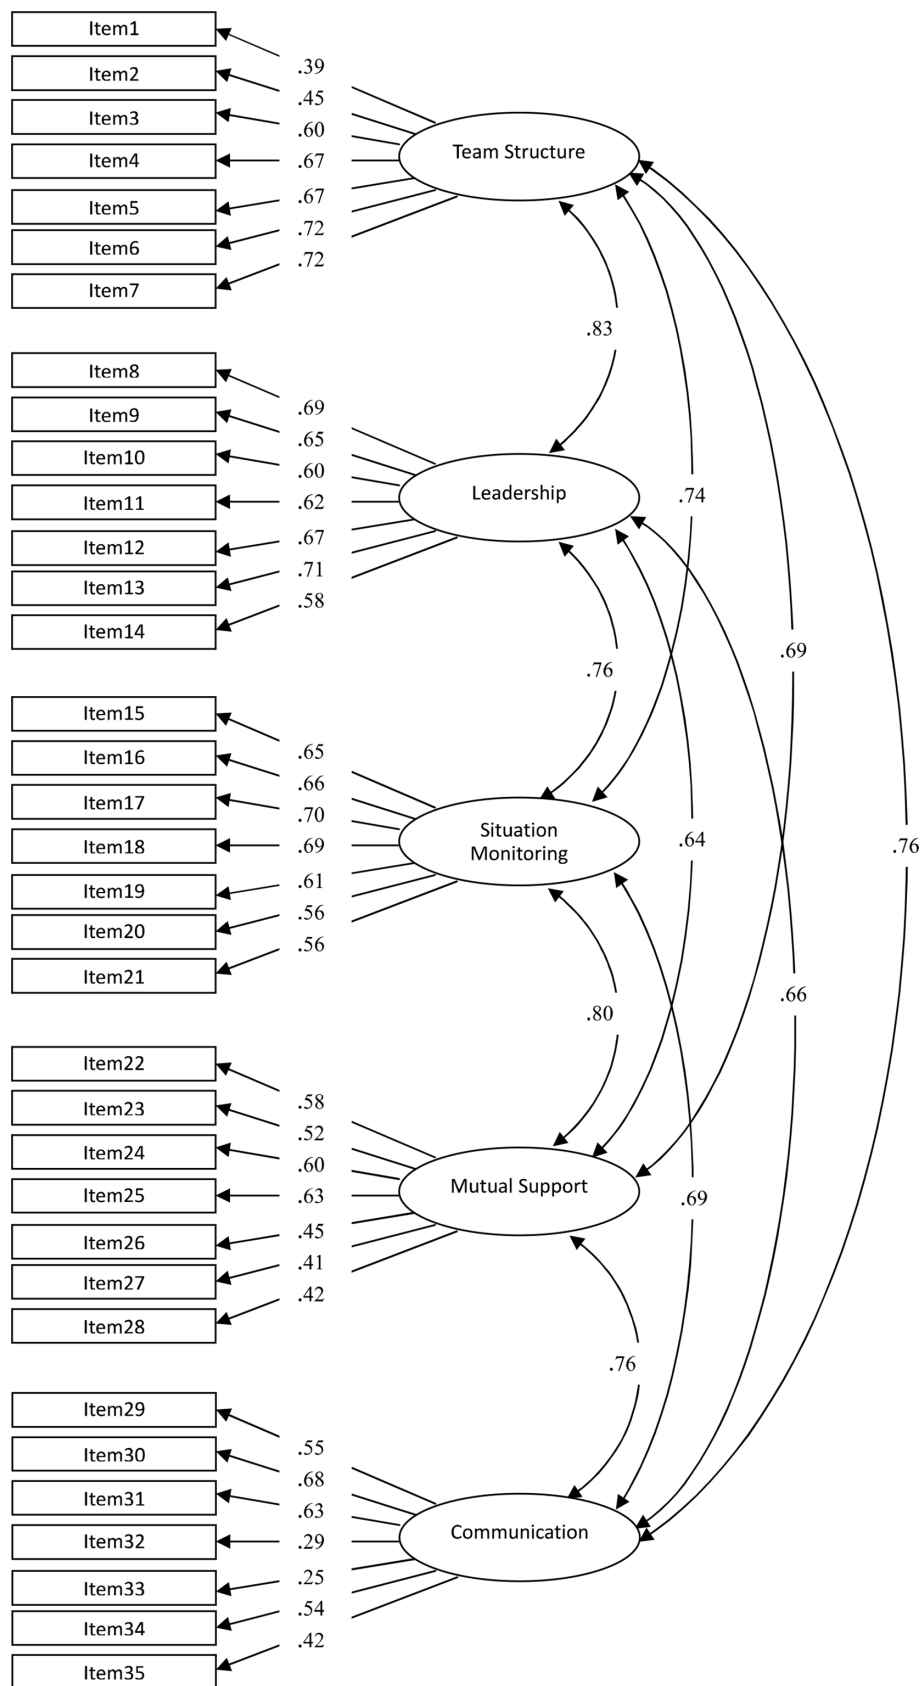 Item1
.39
Item2
.45
Item3
.60
Item4
.67
Item5
.67
Item6
.72
Item7
.72
Team Structure
.83
Item8
.69
Item9
.65
Item10
.60
Item11
.62
Item12
.67
Item13
.71
Item14
.58
Leadership
.74
.76
.69
Item15
.65
Item16
.66
Item17
.70
Item18
.69
Item19
.61
Item20
.56
Item21
.56
Situation
Monitoring
.64
.76
.80
.66
Item22
.58
Item23
.52
Item24
.60
Item25
.63
Item26
.45
Item27
.41
Item28
.42
Mutual Support
.69
.76
Item29
.55
Item30
.68
Item31
.63
Item32
.29
Item33
.25
Item34
.54
Item35
.42
Communication